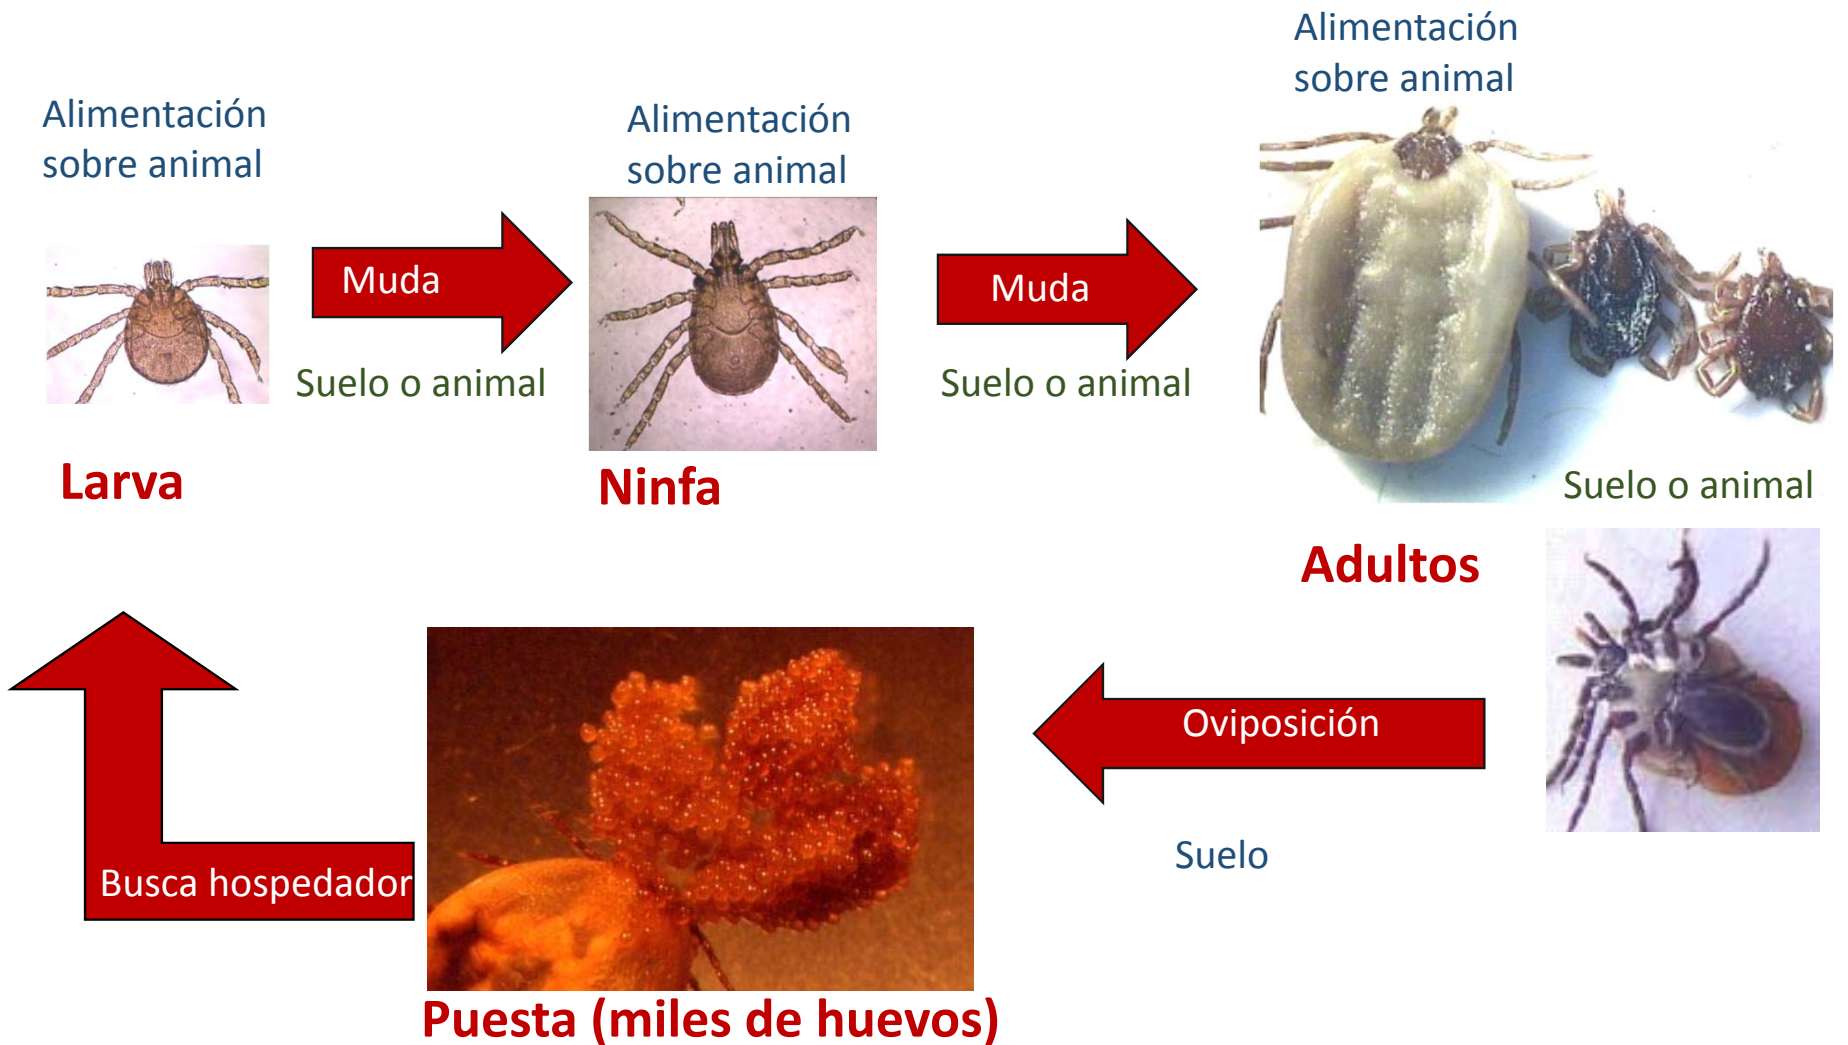 Alimentación
sobre animal
Alimentación
sobre animal
Alimentación
sobre animal
Muda
Muda
Suelo o animal
Suelo o animal
Larva
Ninfa
Suelo o animal
Adultos
Oviposición
Suelo
Busca hospedador
Puesta (miles de huevos)